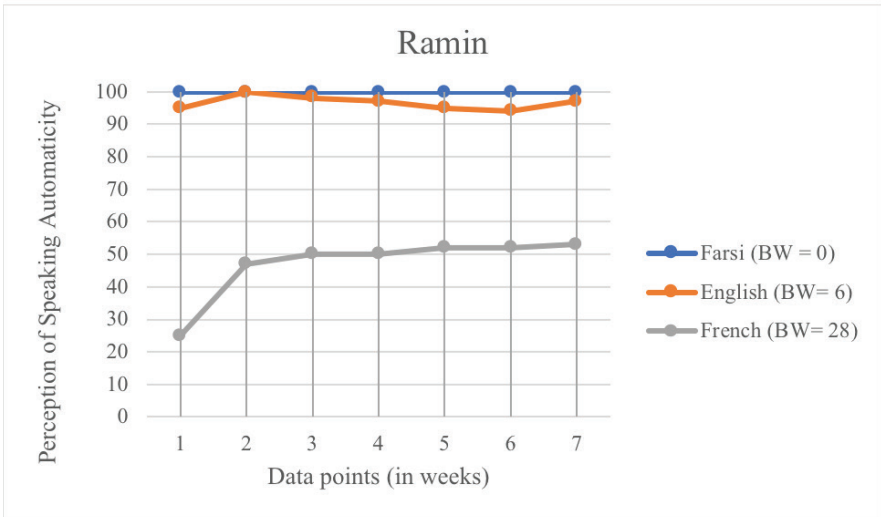 Ramin
Perception of Speaking Automaticity
100
90
80
70
60
50
40
30
20
10
0
1 2 3 4 5 6 7
Data points (in weeks)
Farsi (BW = 0)
English (BW= 6)
French (BW= 28)